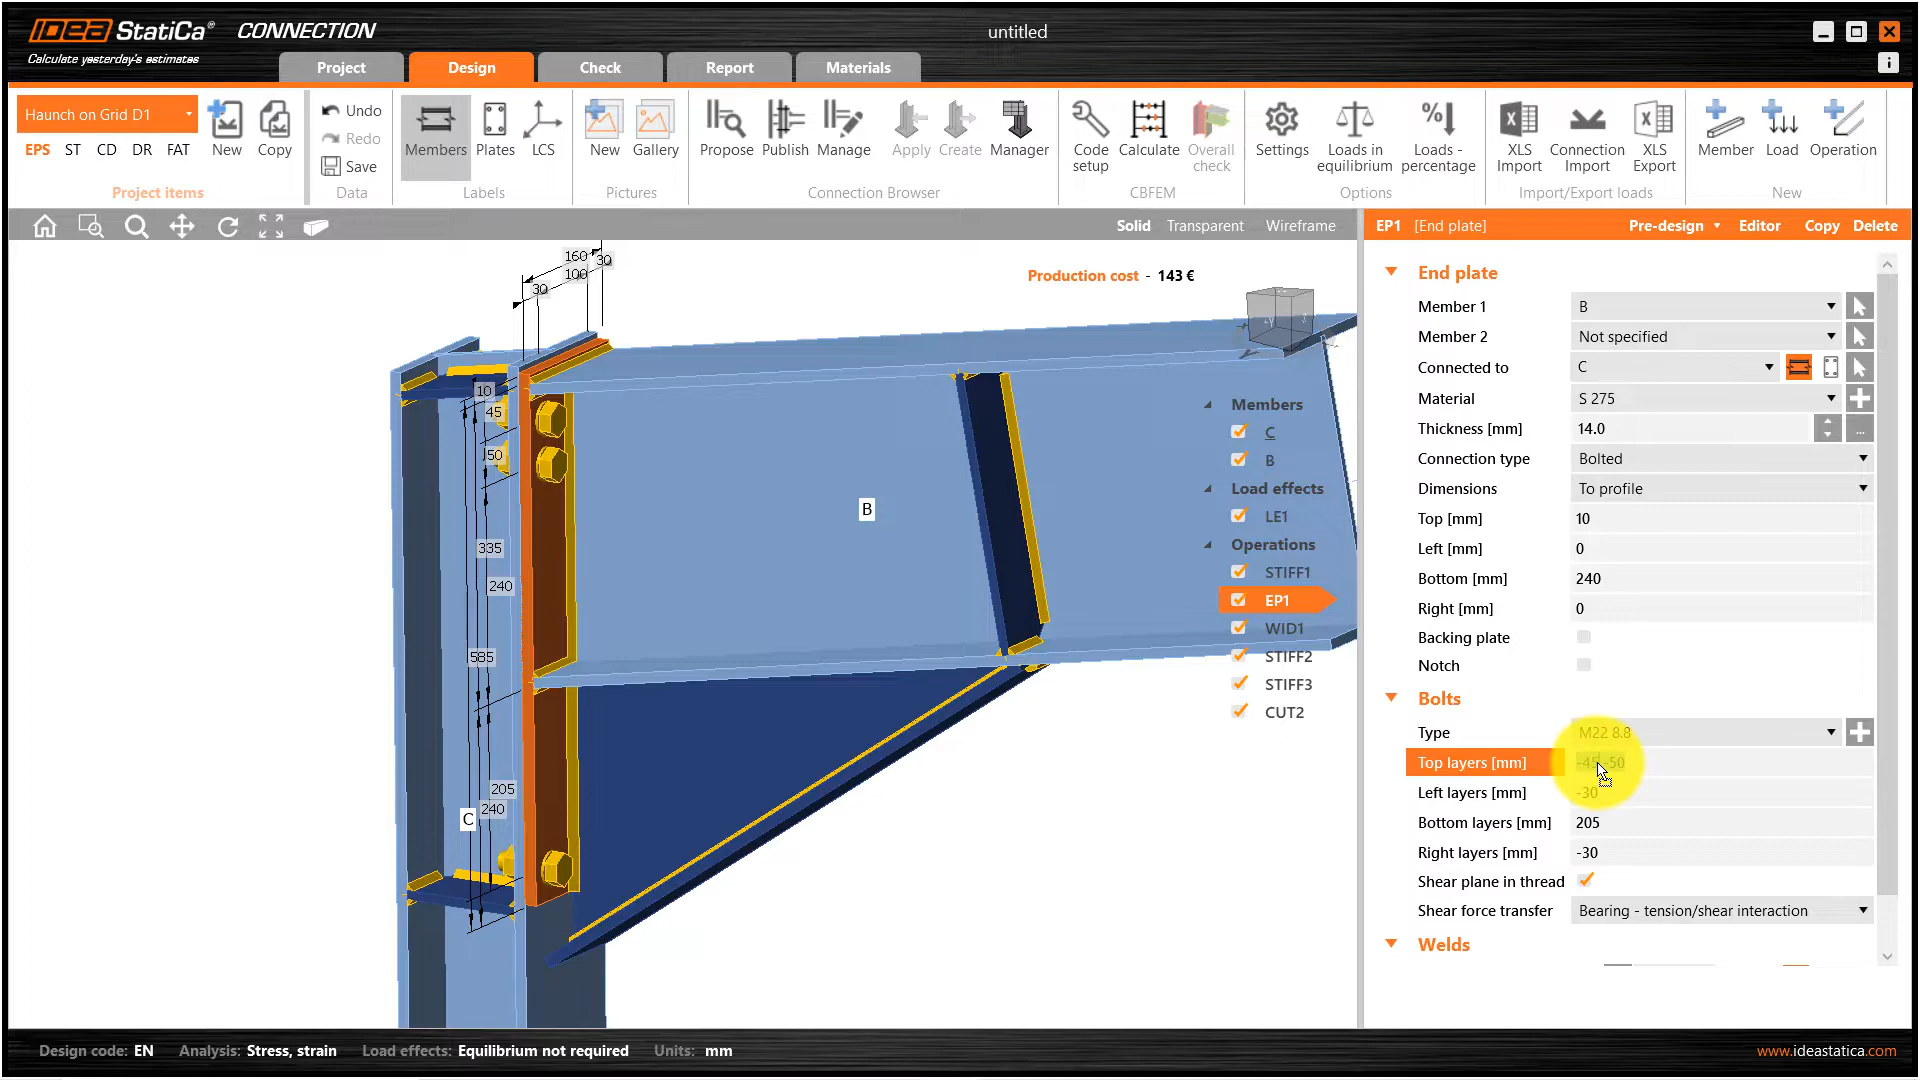 IDEA StatiCa® CONNECTION
Calculate yesterday's estimates
untitled
Project Design Check Report Materials
i
Haunch on Grid D1
EPS ST CD DR FAT
New Copy
Project items
Undo
Redo
Save
Data
Members Plates LCS
Labels
New Gallery
Pictures
Propose Publish Manage Apply Create Manager
Connection Browser
Code setup Calculate Overall check
CBFEM
Settings Loads in equilibrium Loads - percentage
Options
XLS Import Connection Import XLS Export
Import/Export loads
Member Load Operation
New
Solid Transparent Wireframe
EP1 [End plate] Pre-design Editor Copy Delete
Production cost - 143 €
160
30
100
30
10
45
50
335
240
585
205
240
C
B
-Y
Members
C
B
Load effects
LE1
Operations
STIFF1
EP1
WID1
STIFF2
STIFF3
CUT2
End plate
Member 1 B
Member 2 Not specified
Connected to C
Material S 275
Thickness [mm] 14.0 ...
Connection type Bolted
Dimensions To profile
Top [mm] 10
Left [mm] 0
Bottom [mm] 240
Right [mm] 0
Backing plate
Notch
Bolts
Type M22 8.8
Top layers [mm] -45 -50
Left layers [mm] -30
Bottom layers [mm] 205
Right layers [mm] -30
Shear plane in thread
Shear force transfer Bearing - tension/shear interaction
Welds
Design code: EN Analysis: Stress, strain Load effects: Equilibrium not required Units: mm
www.ideastatica.com